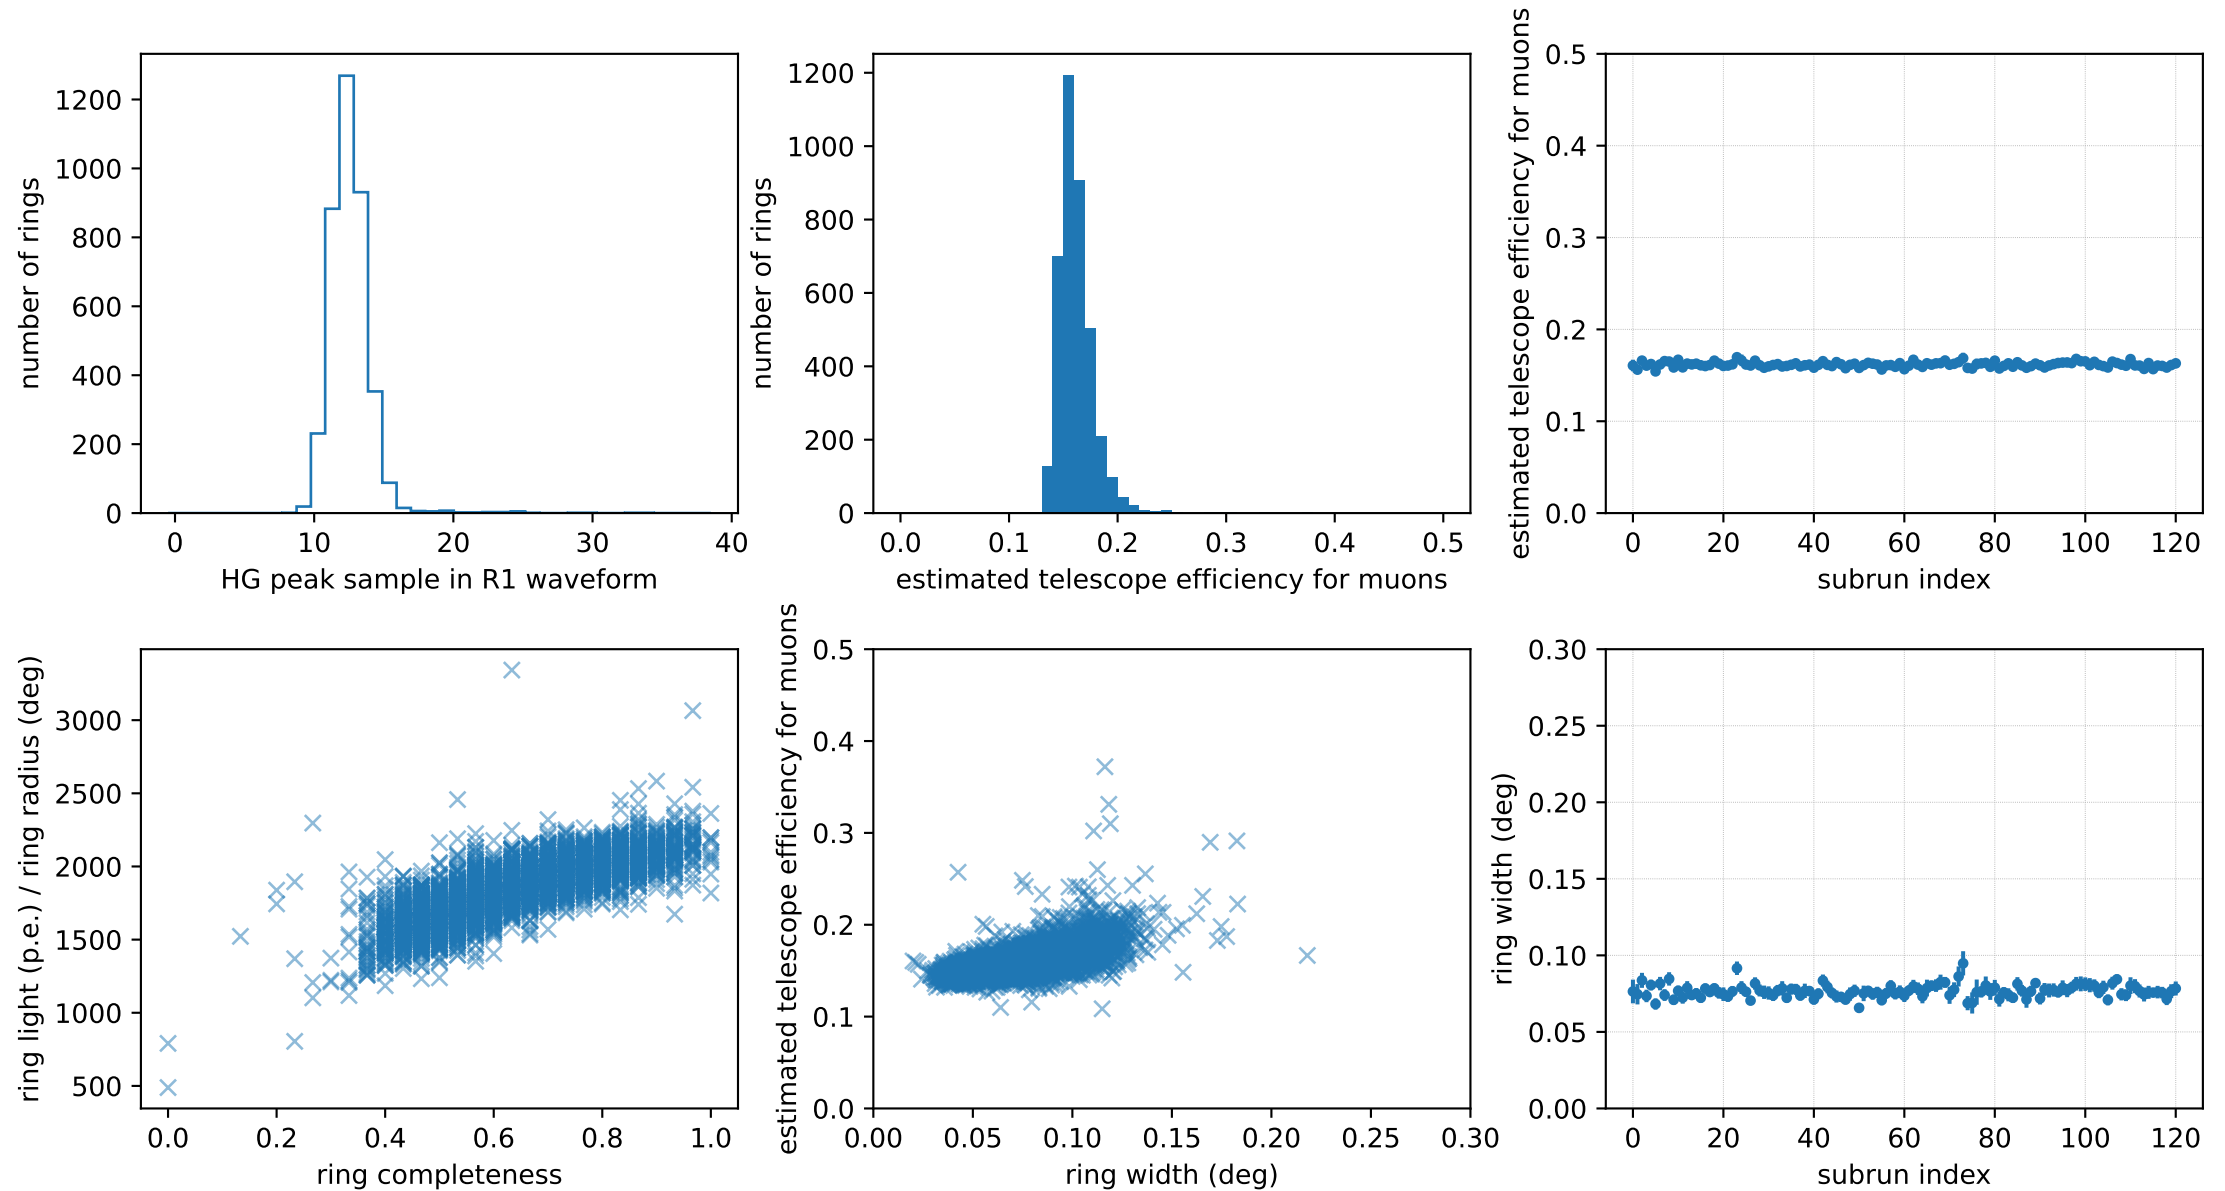 1200
1000
800
600
400
200
0
number of rings
0 10 20 30 40
HG peak sample in R1 waveform
1200
1000
800
600
400
200
0
number of rings
0.0 0.1 0.2 0.3 0.4 0.5
estimated telescope efficiency for muons
0.5
0.4
0.3
0.2
0.1
0.0
estimated telescope efficiency for muons
0 20 40 60 80 100 120
subrun index
3000
2500
2000
1500
1000
500
ring light (p.e.) / ring radius (deg)
0.0 0.2 0.4 0.6 0.8 1.0
ring completeness
0.5
0.4
0.3
0.2
0.1
0.0
estimated telescope efficiency for muons
0.00 0.05 0.10 0.15 0.20 0.25 0.30
ring width (deg)
0.30
0.25
0.20
0.15
0.10
0.05
0.00
ring width (deg)
0 20 40 60 80 100 120
subrun index